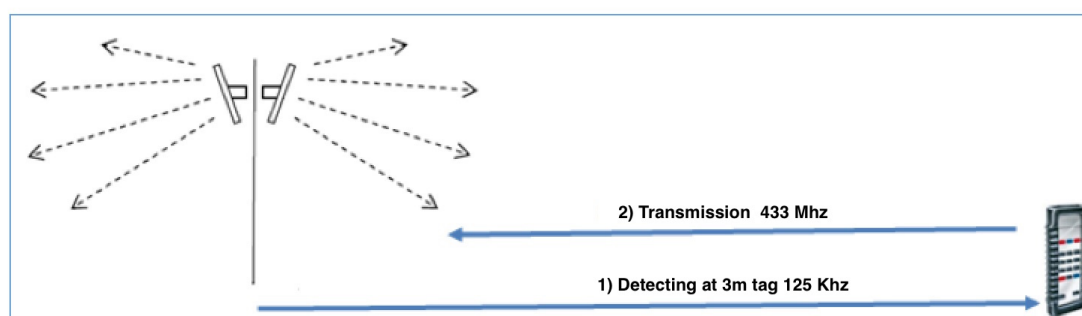 2) Transmission  433 Mhz
1) Detecting at 3m tag 125 Khz